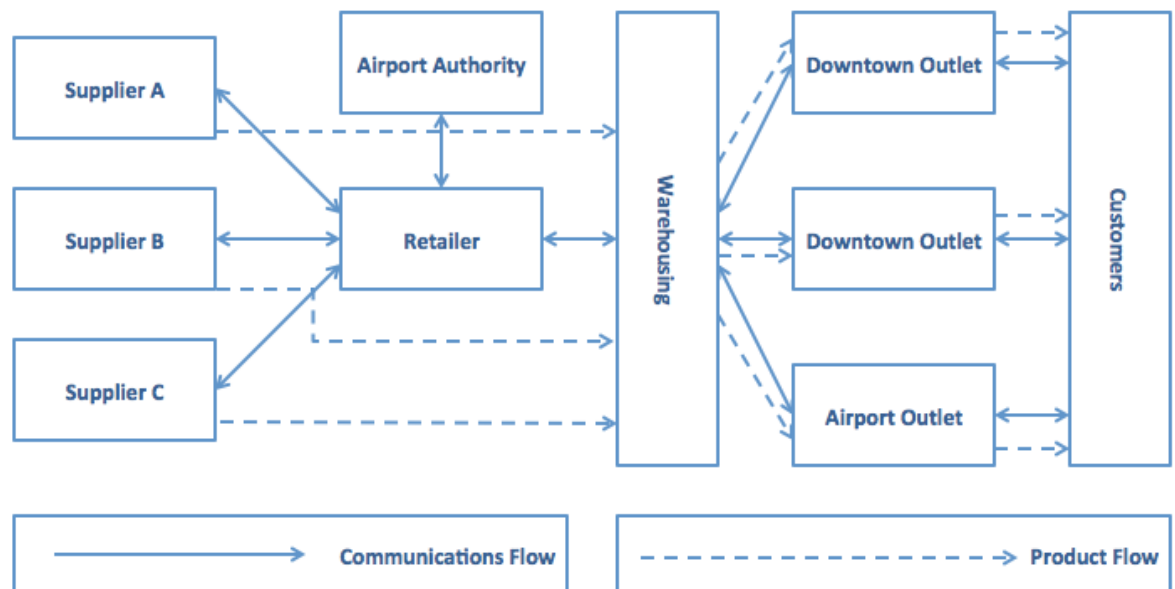 Supplier A
Airport Authority
Downtown Outlet
Supplier B
Retailer
Warehousing
Downtown Outlet
Customers
Supplier C
Airport Outlet
Communications Flow
Product Flow